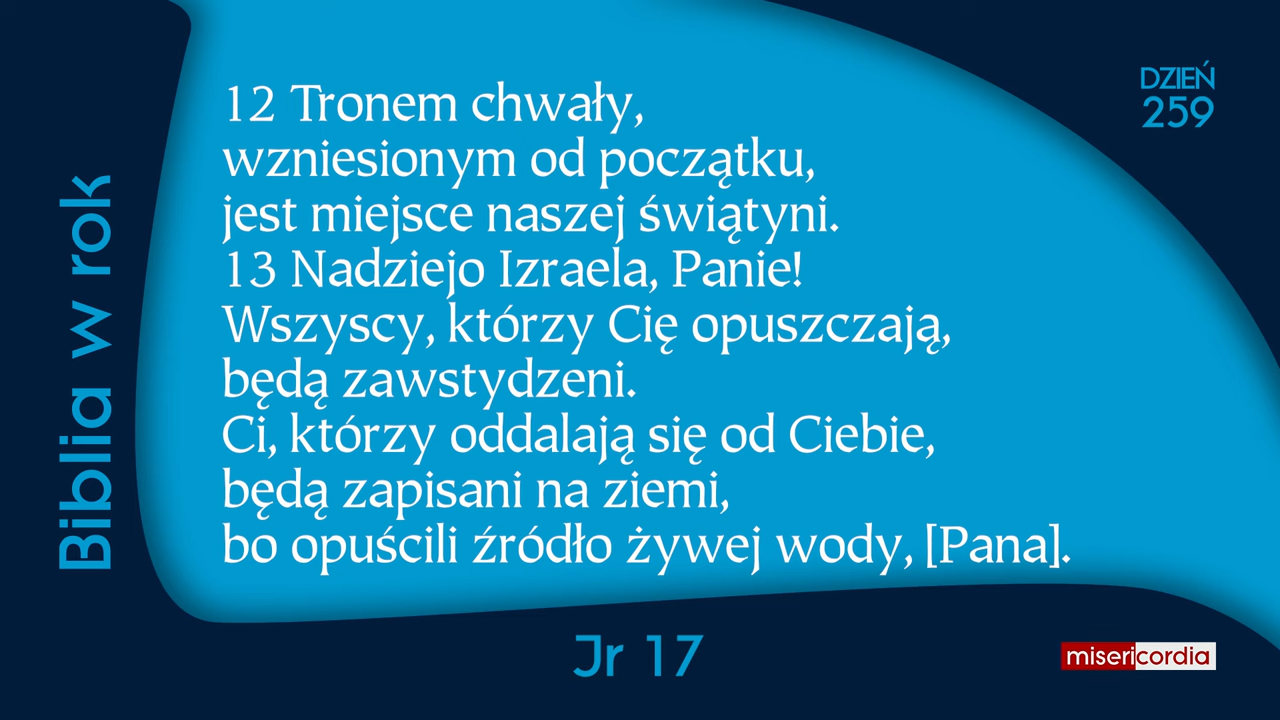 Biblia w rok
DZIEŃ
259
12 Tronem chwały,
wzniesionym od początku,
jest miejsce naszej świątyni.
13 Nadziejo Izraela, Panie!
Wszyscy, którzy Cię opuszczają,
będą zawstydzeni.
Ci, którzy oddalają się od Ciebie,
będą zapisani na ziemi,
bo opuścili źródło żywej wody, [Pana].
Jr 17
misericordia